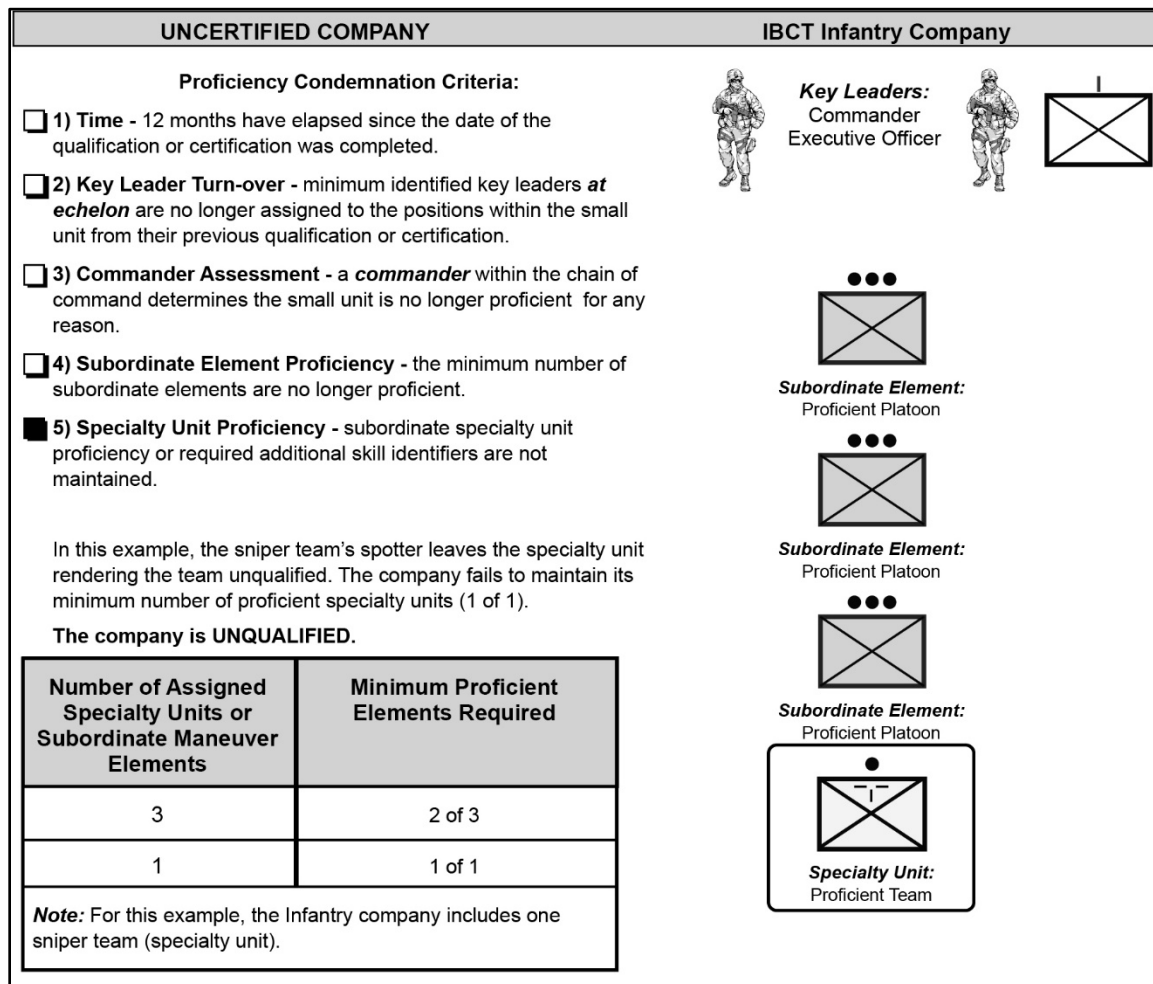 UNCERTIFIED COMPANY
IBCT Infantry Company
Proficiency Condemnation Criteria:
1) Time - 12 months have elapsed since the date of the
qualification or certification was completed.
2) Key Leader Turn-over - minimum identified key leaders at
echelon are no longer assigned to the positions within the small
unit from their previous qualification or certification.
3) Commander Assessment - a commander within the chain of
command determines the small unit is no longer proficient for any
reason.
4) Subordinate Element Proficiency - the minimum number of
subordinate elements are no longer proficient.
5) Specialty Unit Proficiency - subordinate specialty unit
proficiency or required additional skill identifiers are not
maintained.
In this example, the sniper team's spotter leaves the specialty unit
rendering the team unqualified. The company fails to maintain its
minimum number of proficient specialty units (1 of 1).
The company is UNQUALIFIED.
Number of Assigned
Specialty Units or
Subordinate Maneuver
Elements
Minimum Proficient
Elements Required
3
2 of 3
1
1 of 1
Note: For this example, the Infantry company includes one
sniper team (specialty unit).
Key Leaders:
Commander
Executive Officer
Subordinate Element:
Proficient Platoon
Subordinate Element:
Proficient Platoon
Subordinate Element:
Proficient Platoon
Specialty Unit:
Proficient Team